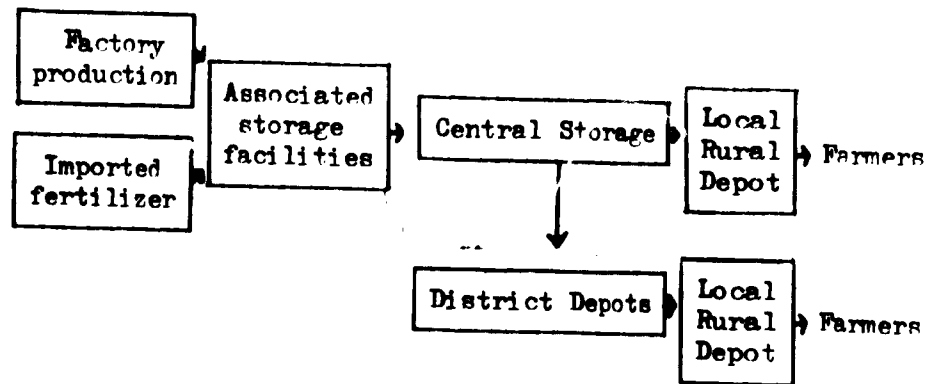 Factory
production
Imported
fertilizer
Associated
storage
facilities
Central Storage
Local
Rural
Depot
Farmers
District Depots
Local
Rural
Depot
Farmers